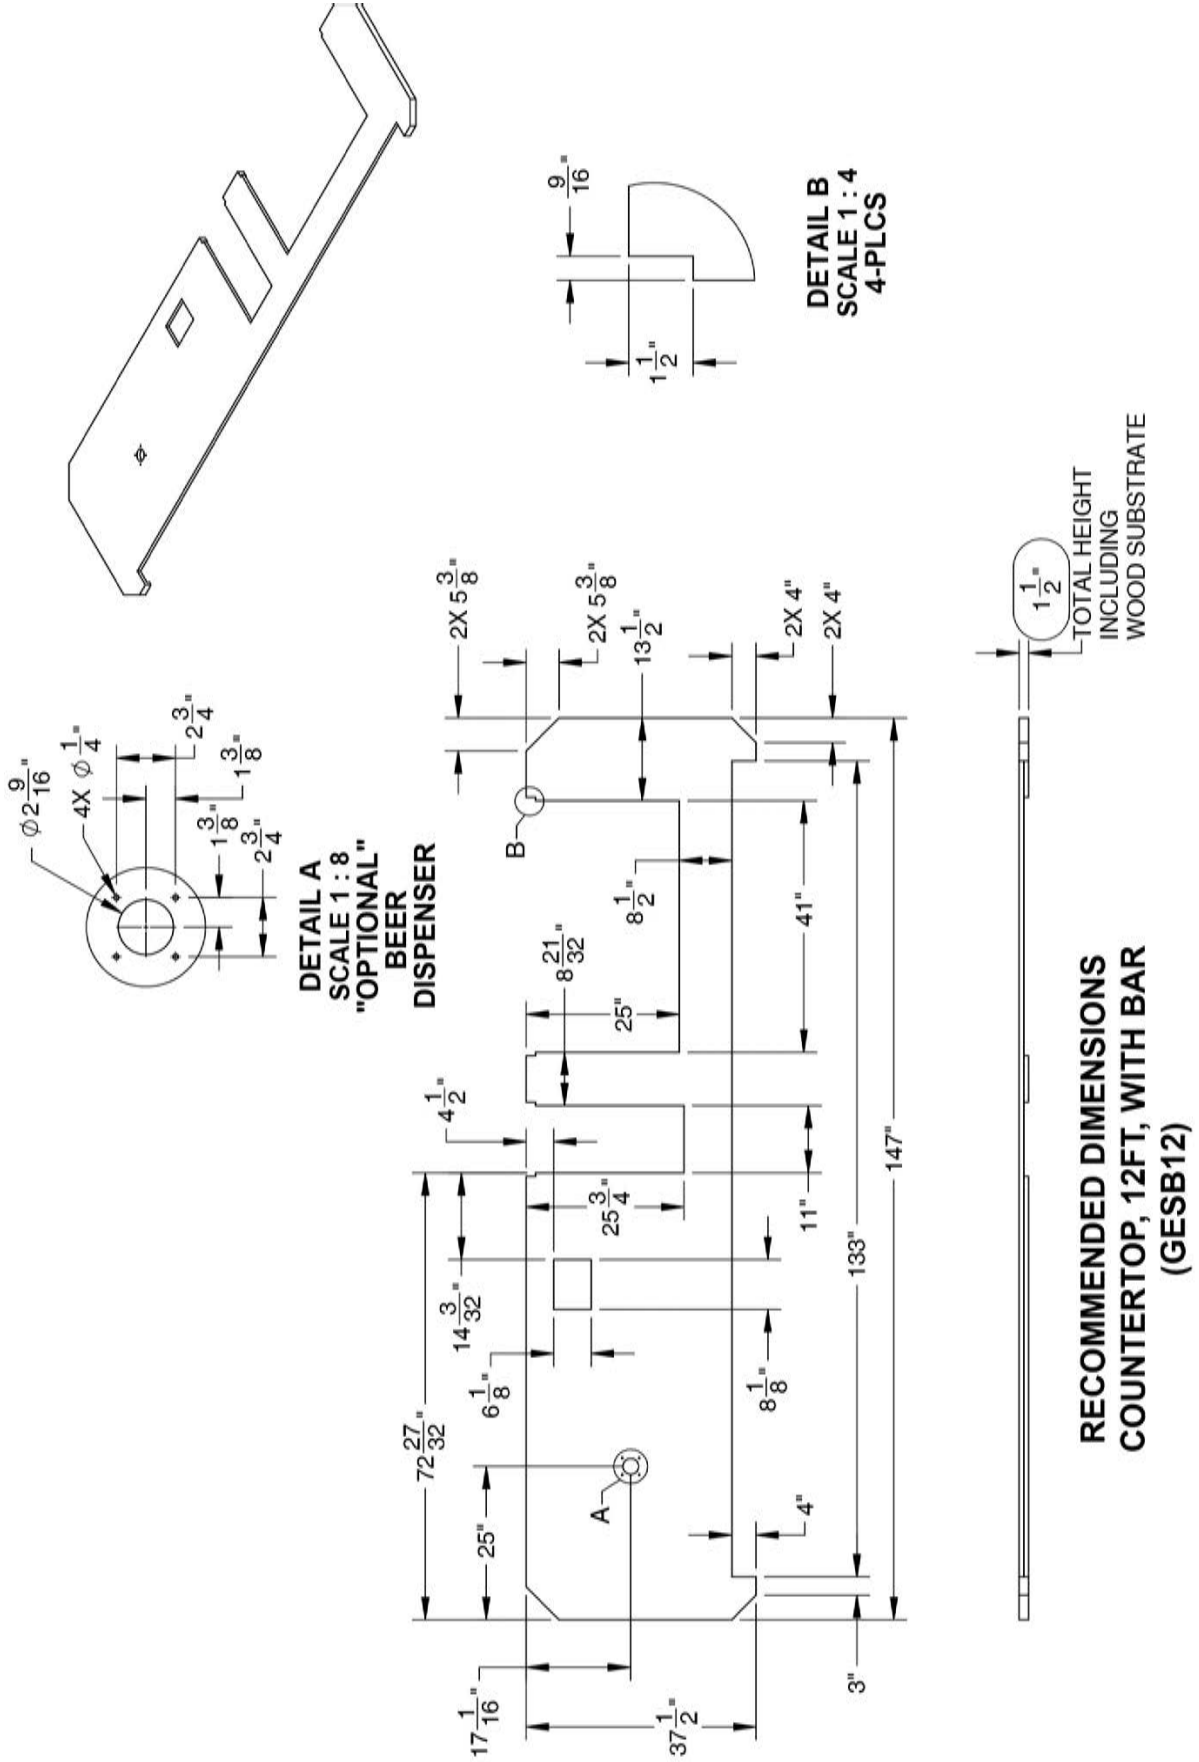 Ø2 9/16"
4X Ø 1/4"
2 3/4"
1 3/8"
1 3/8"
2 3/4"
DETAIL A
SCALE 1 : 8
"OPTIONAL"
BEER
DISPENSER
9/16"
1 1/2"
DETAIL B
SCALE 1 : 4
4-PLCS
72 27/32"
25"
A
17 1/16"
37 1/2"
6 1/8"
14 3/32"
4 1/2"
25 3/4"
8 21/32"
25"
8 1/2"
B
2X 5 3/8"
2X 5 3/8"
13 1/2"
2X 4"
2X 4"
41"
11"
8 1/8"
4"
3"
133"
147"
1 1/2"
TOTAL HEIGHT
INCLUDING
WOOD SUBSTRATE
RECOMMENDED DIMENSIONS
COUNTERTOP, 12FT, WITH BAR
(GESB12)